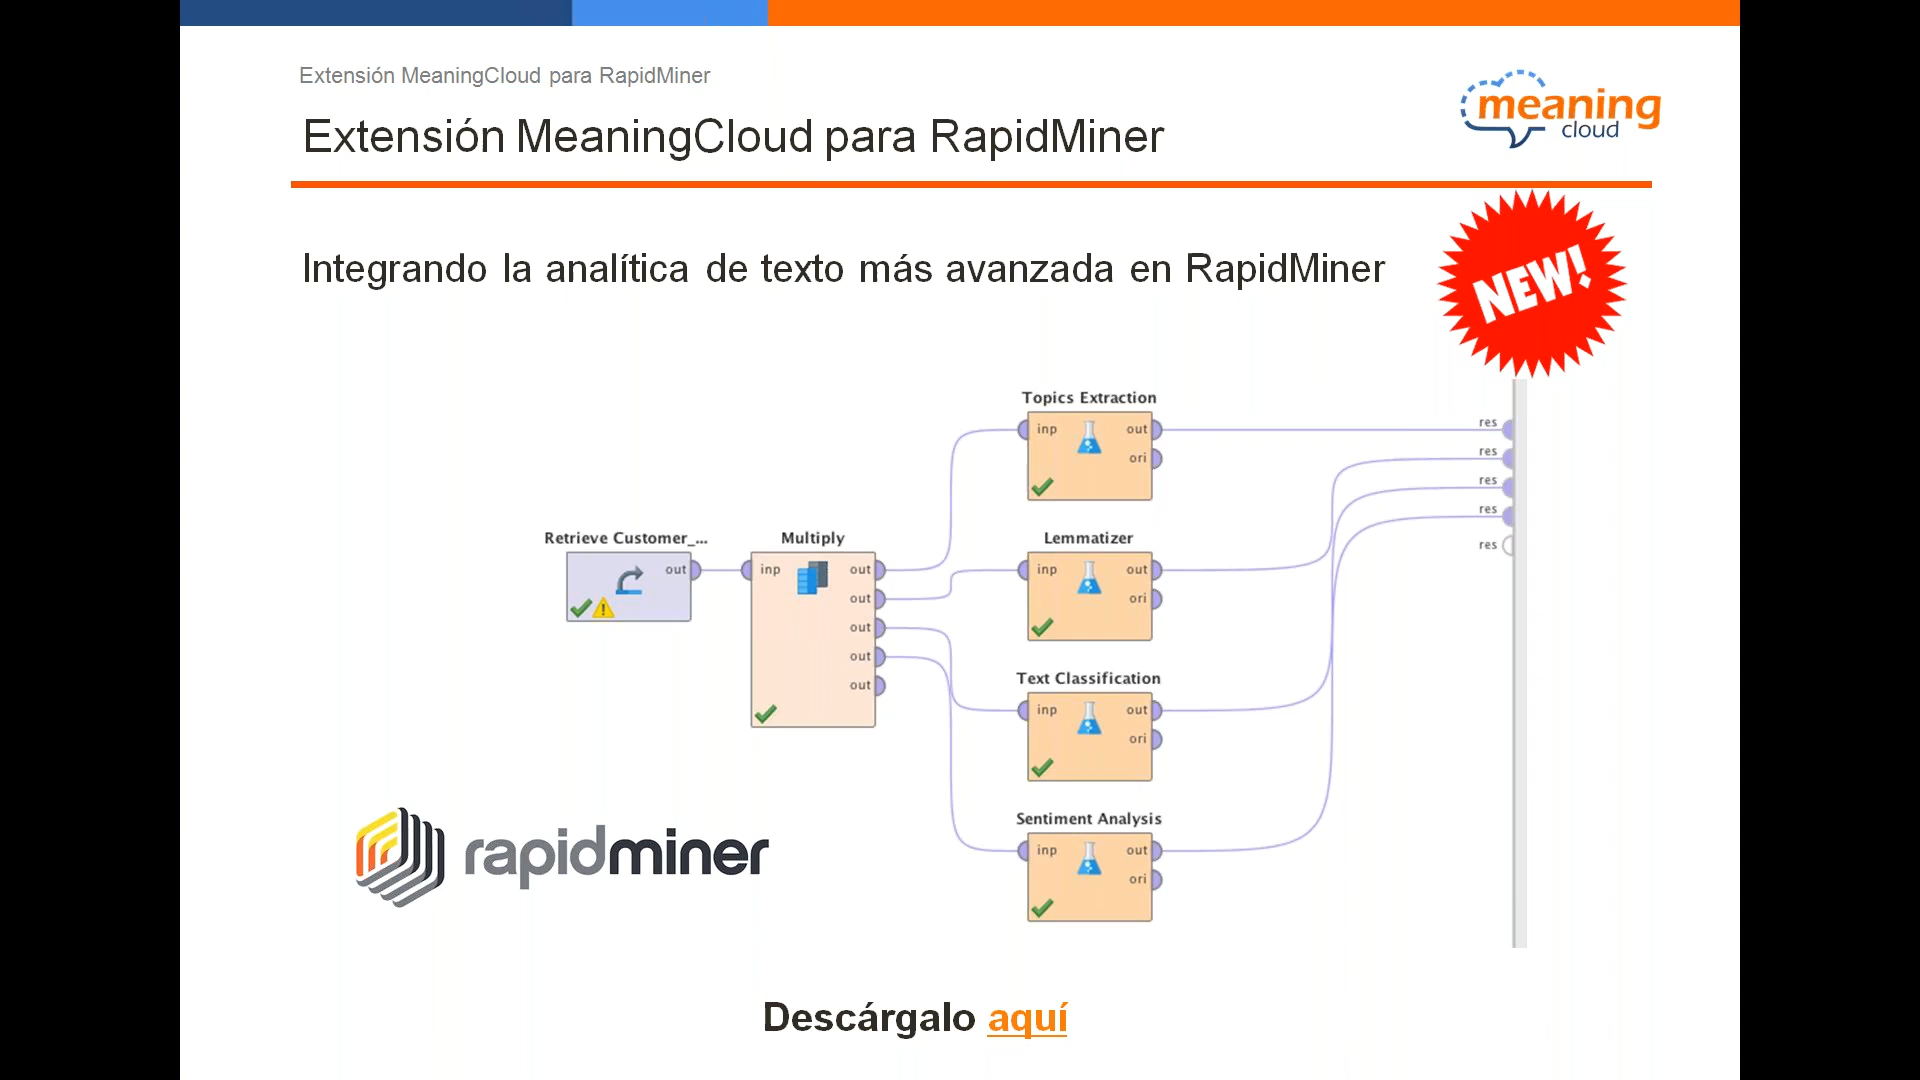 Extensión MeaningCloud para RapidMiner
Extensión MeaningCloud para RapidMiner
meaning
cloud
Integrando la analítica de texto más avanzada en RapidMiner
NEW!
Topics Extraction
inp out
ori
res
res
res
res
res
Retrieve Customer_...
out
Multiply
inp out
out
out
out
out
Lemmatizer
inp out
ori
Text Classification
inp out
ori
Sentiment Analysis
inp out
ori
rapidminer
Descárgalo aquí